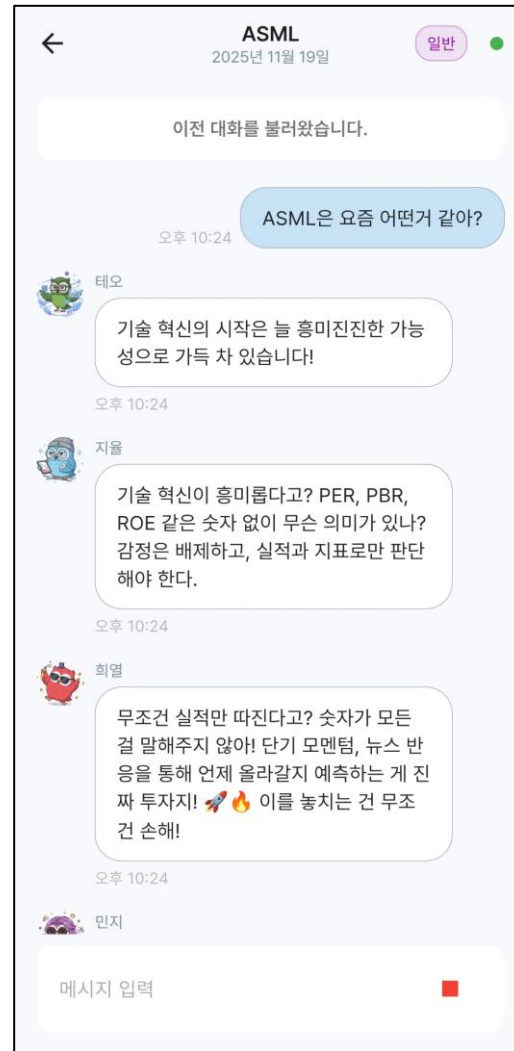 ASML
2025년 11월 19일
일반
이전 대화를 불러왔습니다.
ASML은 요즘 어떤거 같아?
오후 10:24
테오
기술 혁신의 시작은 늘 흥미진진한 가능
성으로 가득 차 있습니다!
오후 10:24
지율
기술 혁신이 흥미롭다고? PER, PBR,
ROE 같은 숫자 없이 무슨 의미가 있나?
감정은 배제하고, 실적과 지표로만 판단
해야 한다.
오후 10:24
희열
무조건 실적만 따진다고? 숫자가 모든
걸 말해주지 않아! 단기 모멘텀, 뉴스 반
응을 통해 언제 올라갈지 예측하는 게 진
짜 투자지! 🚀🔥 이를 놓치는 건 무조
건 손해!
오후 10:24
민지
메시지 입력